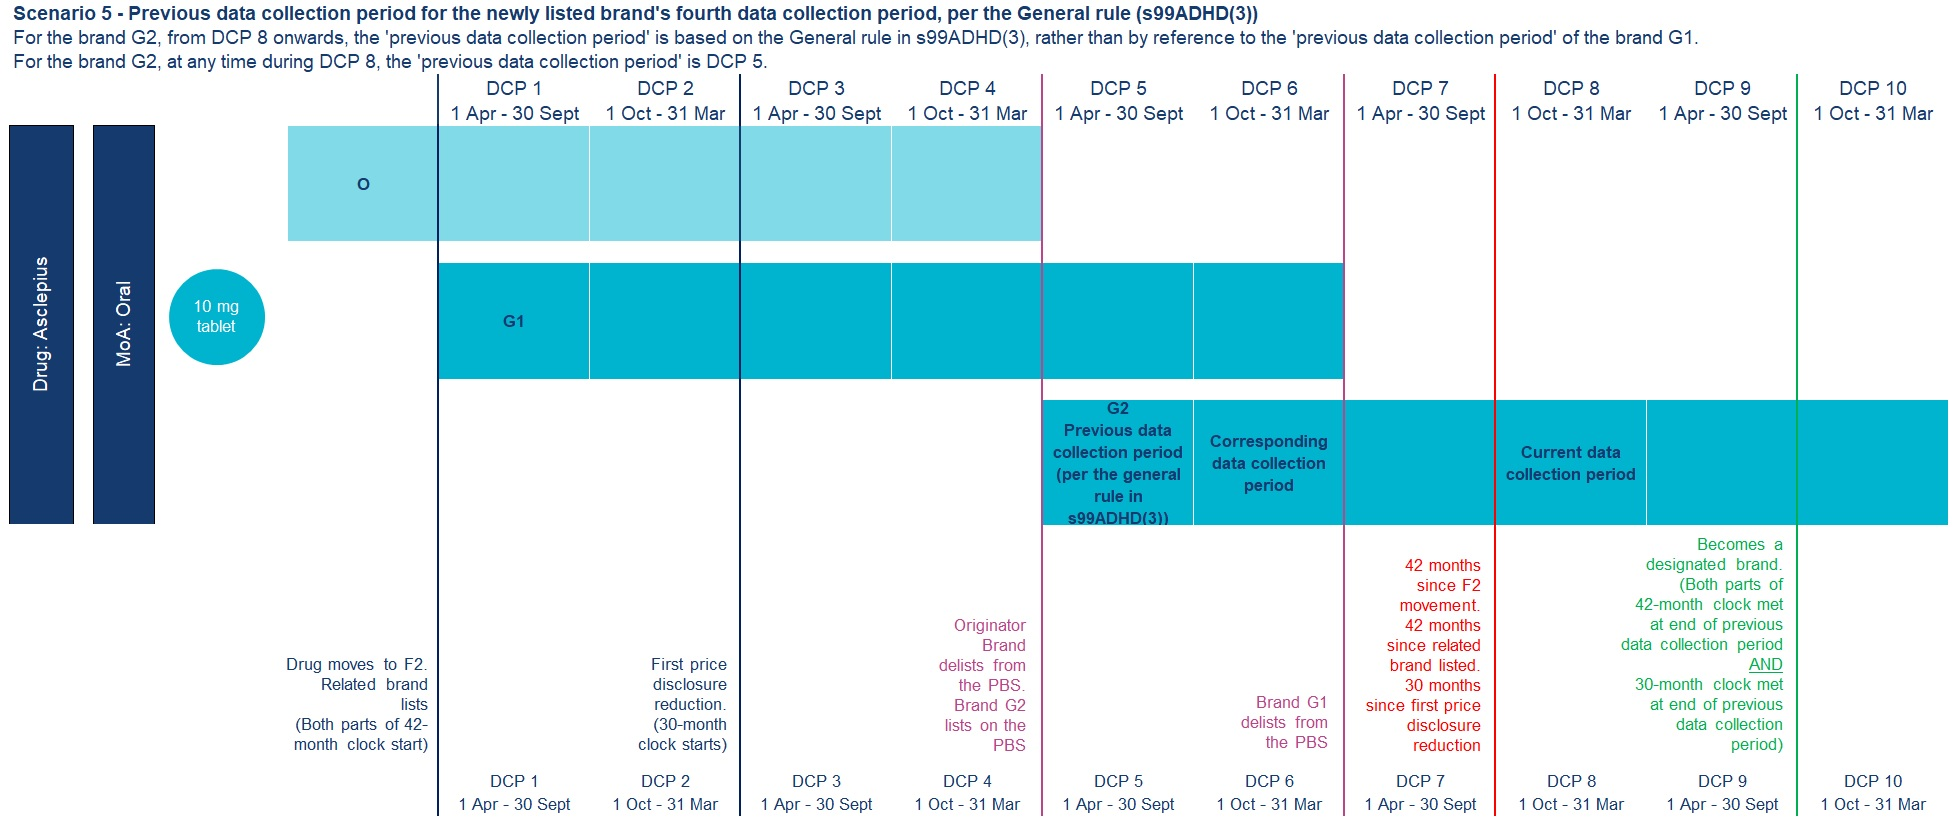 Scenario 5 - Previous data collection period for the newly listed brand's fourth data collection period, per the General rule (s99ADHD(3))
For the brand G2, from DCP 8 onwards, the 'previous data collection period' is based on the General rule in s99ADHD(3), rather than by reference to the 'previous data collection period' of the brand G1.
For the brand G2, at any time during DCP 8, the 'previous data collection period' is DCP 5.
DCP 1
1 Apr - 30 Sept
DCP 2
1 Oct - 31 Mar
DCP 3
1 Apr - 30 Sept
DCP 4
1 Oct - 31 Mar
DCP 5
1 Apr - 30 Sept
DCP 6
1 Oct - 31 Mar
DCP 7
1 Apr - 30 Sept
DCP 8
1 Oct - 31 Mar
DCP 9
1 Apr - 30 Sept
DCP 10
1 Oct - 31 Mar
Drug: Asclepius
MoA: Oral
10 mg
tablet
O
G1
G2
Previous data
collection period
(per the general
rule in
s99ADHD(3))
Corresponding
data collection
period
Current data
collection period
Drug moves to F2.
Related brand
lists
(Both parts of 42-
month clock start)
First price
disclosure
reduction.
(30-month
clock starts)
Originator
Brand
delists from
the PBS.
Brand G2
lists on the
PBS
Brand G1
delists from
the PBS
42 months
since F2
movement.
42 months
since related
brand listed.
30 months
since first price
disclosure
reduction
Becomes a
designated brand.
(Both parts of
42-month clock met
at end of previous
data collection period
AND
30-month clock met
at end of previous
data collection
period)
DCP 1
1 Apr - 30 Sept
DCP 2
1 Oct - 31 Mar
DCP 3
1 Apr - 30 Sept
DCP 4
1 Oct - 31 Mar
DCP 5
1 Apr - 30 Sept
DCP 6
1 Oct - 31 Mar
DCP 7
1 Apr - 30 Sept
DCP 8
1 Oct - 31 Mar
DCP 9
1 Apr - 30 Sept
DCP 10
1 Oct - 31 Mar